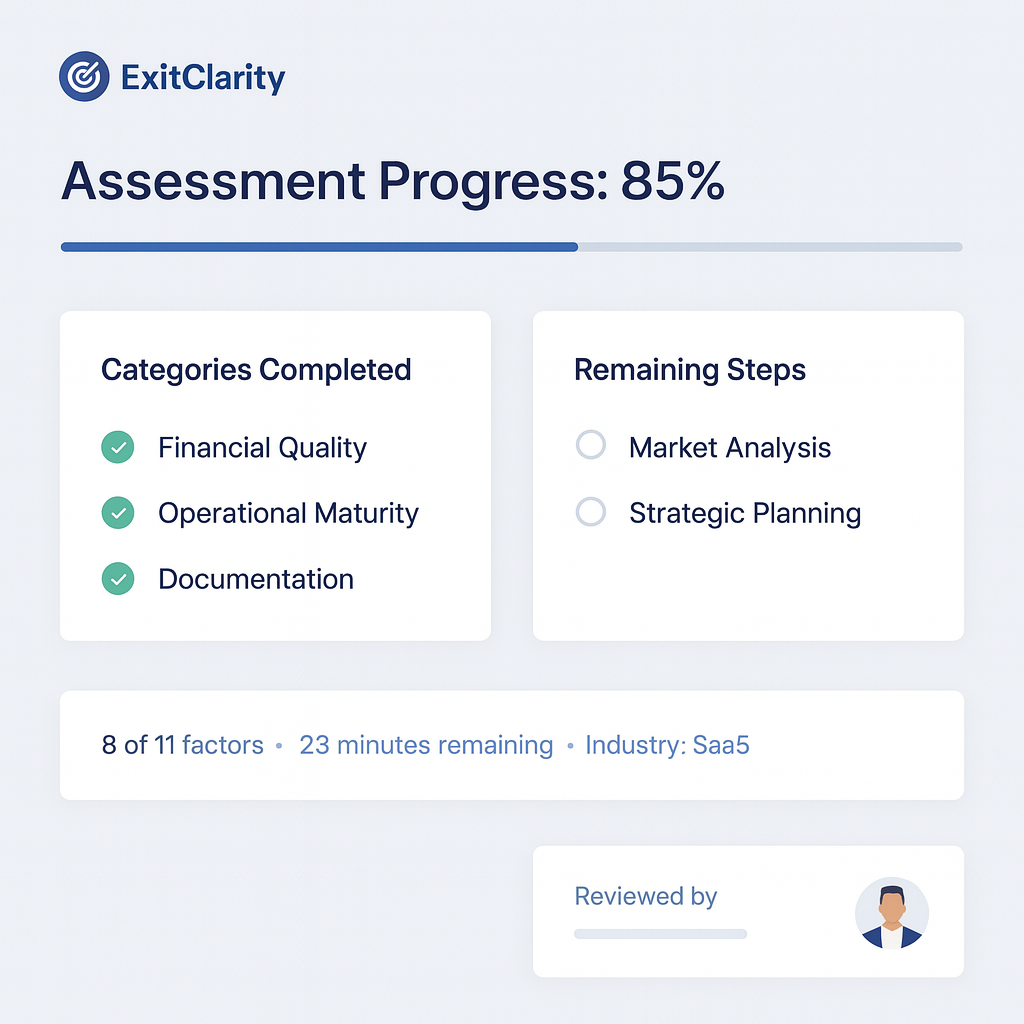 ExitClarity
Assessment Progress: 85%
Categories Completed
Financial Quality
Operational Maturity
Documentation
Remaining Steps
Market Analysis
Strategic Planning
8 of 11 factors • 23 minutes remaining • Industry: Saa5
Reviewed by